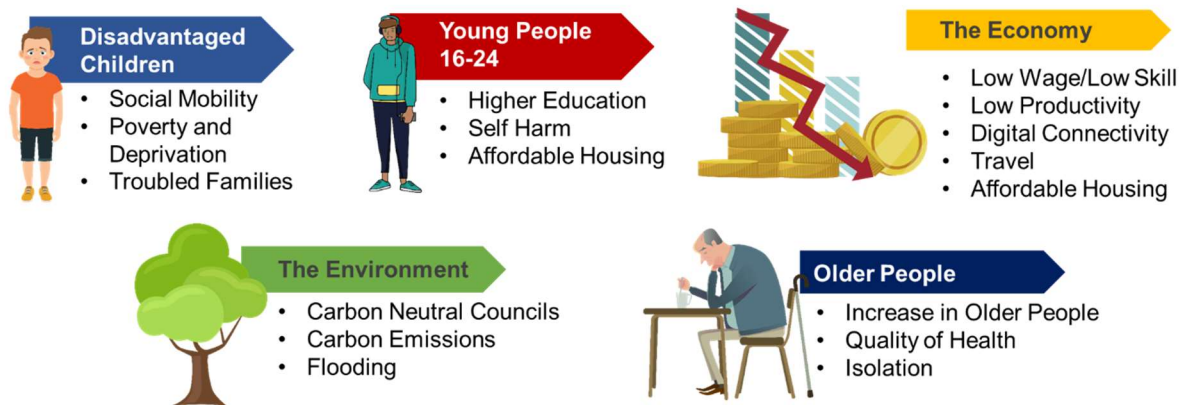 Disadvantaged
Children
• Social Mobility
• Poverty and
Deprivation
• Troubled Families
Young People
16-24
• Higher Education
• Self Harm
• Affordable Housing
The Economy
• Low Wage/Low Skill
• Low Productivity
• Digital Connectivity
• Travel
• Affordable Housing
The Environment
• Carbon Neutral Councils
• Carbon Emissions
• Flooding
Older People
• Increase in Older People
• Quality of Health
• Isolation